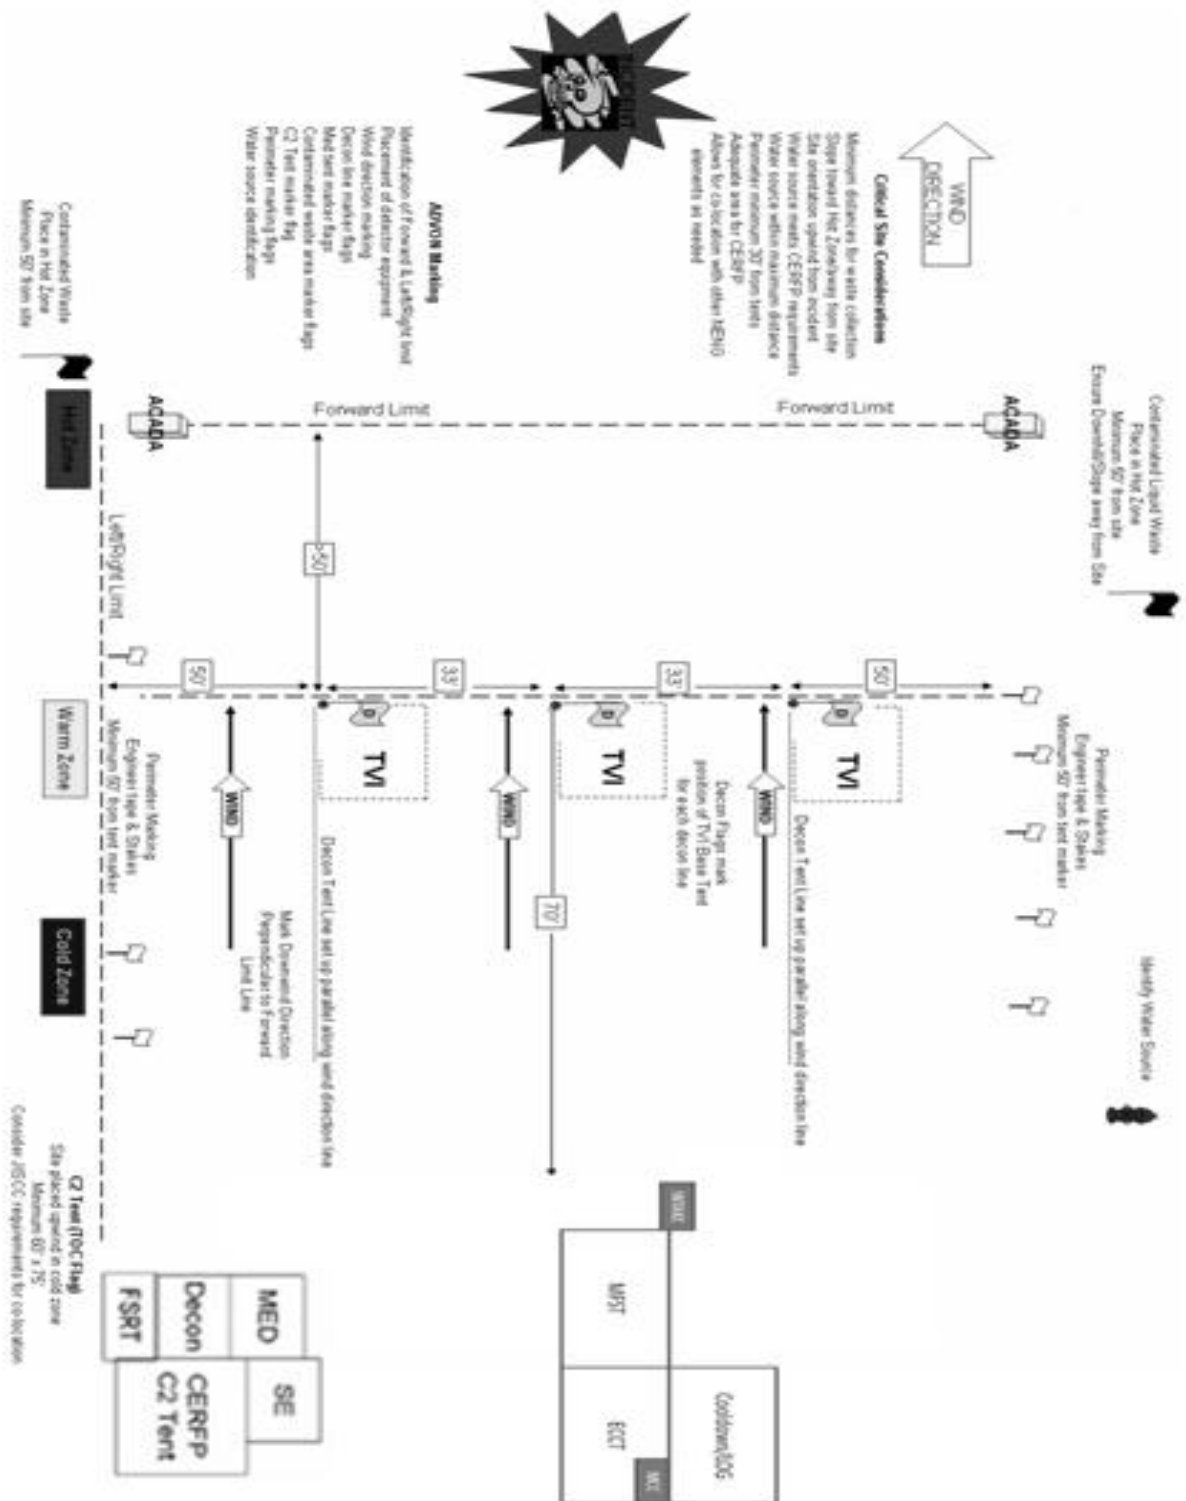 WIND
DIRECTION
Critical Site Considerations
Minimum distances for waste collection
Slope toward Hot Zone/away from site
Site orientation upwind from incident
Water source meets CERFP requirements
Water source within maximum distance
Perimeter minimum 30' from tents
Adequate area for CERFP
Allows for co-location with other NENG
elements as needed
ADVON Marking
Identification of Forward & Left/Right limit
Placement of detector equipment
Wind direction marking
Decon line marker flags
Med tent marker flags
Contaminated waste area marker flags
C2 Tent marker flag
Perimeter marking flags
Water source identification
Contaminated Liquid Waste
Place in Hot Zone
Minimum 50' from site
Ensure Downhill/Slope away from Site
Contaminated Waste
Place in Hot Zone
Minimum 50' from site
ACADA
Forward Limit
Forward Limit
ACADA
Hot Zone
Left/Right Limit
50'
50'
33'
33'
50'
D
TVI
D
TVI
D
TVI
WIND
WIND
WIND
Warm Zone
Perimeter Marking
Engineer tape & Stakes
Minimum 50' from tent marker
Perimeter Marking
Engineer tape & Stakes
Minimum 50' from tent marker
Decon Flags mark
position of TVI Base Tent
for each decon line
Decon Tent Line set up parallel along wind direction line
Decon Tent Line set up parallel along wind direction line
70'
Mark Downwind Direction
Perpendicular to Forward
Limit Line
Cold Zone
Identify Water Source
C2 Tent (TOC Flag)
Site placed upwind in cold zone
Minimum 60' x 75'
Consider JISCC requirements for co-location
INTAKE
MFST
ECCT
Cooldown/LOG
MED
Decon
FSRT
SE
CERFP
C2 Tent